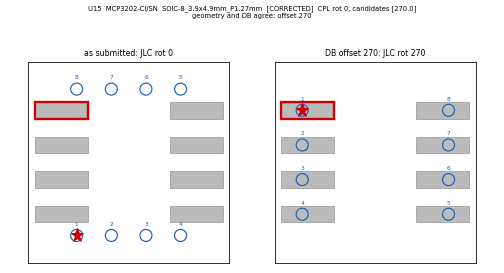 U15 MCP3202-CI/SN SOIC-8_3.9x4.9mm_P1.27mm [CORRECTED] CPL rot 0, candidates [270.0]
geometry and DB agree: offset 270
as submitted: JLC rot 0
8 7 6 5
1 2 3 4
DB offset 270: JLC rot 270
1 8
2 7
3 6
4 5